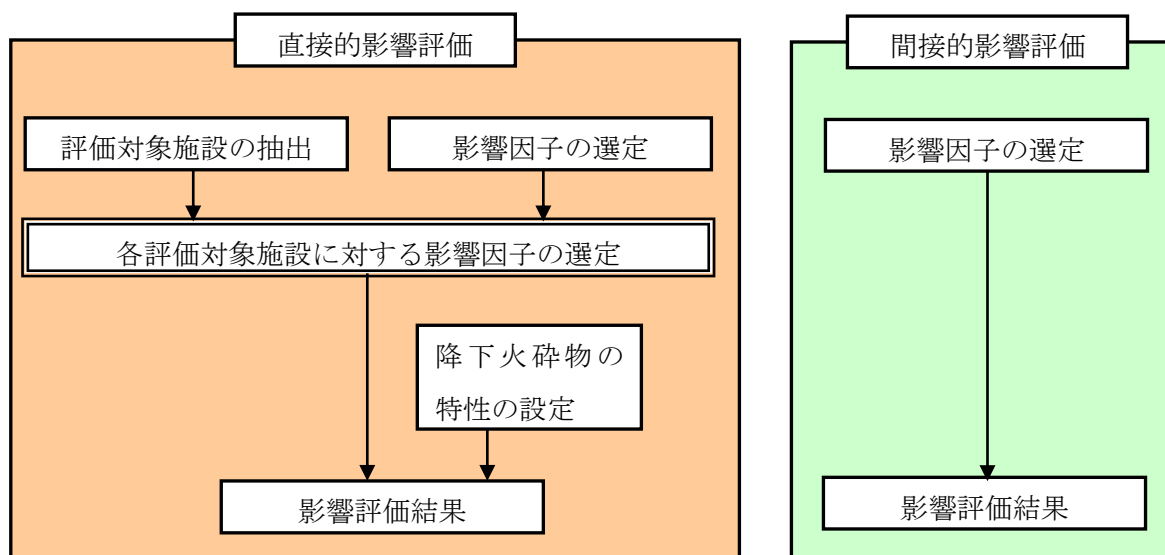 直接的影響評価
評価対象施設の抽出
影響因子の選定
各評価対象施設に対する影響因子の選定
降下火砕物の
特性の設定
影響評価結果
間接的影響評価
影響因子の選定
影響評価結果